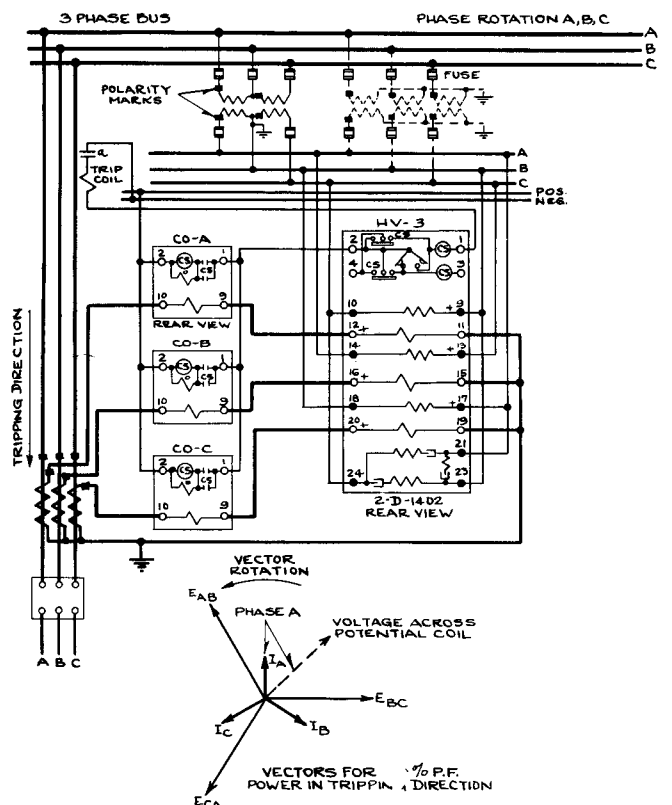 3 PHASE BUS
PHASE ROTATION A, B, C
A
B
C
FUSE
POLARITY
MARKS
a
TRIP
COIL
A
B
C
POS.
NEG.
CO-A
2 CS 1
CS
10 9
REAR VIEW
CO-B
2 CS 1
CS
10 9
CO-C
2 CS 1
CS
10 9
HV-3
2 CS CS 1
4 CS CS 3
10 + 9
12 + 11
14 + 13
16 + 15
18 + 17
20 + 19
21
24 23
2-D-1402
REAR VIEW
TRIPPING DIRECTION
A B C
VECTOR
ROTATION
EAB
PHASE A
VOLTAGE ACROSS
POTENTIAL COIL
IA
EBC
IC
IB
ECA
VECTORS FOR % P.F.
POWER IN TRIPPIN DIRECTION